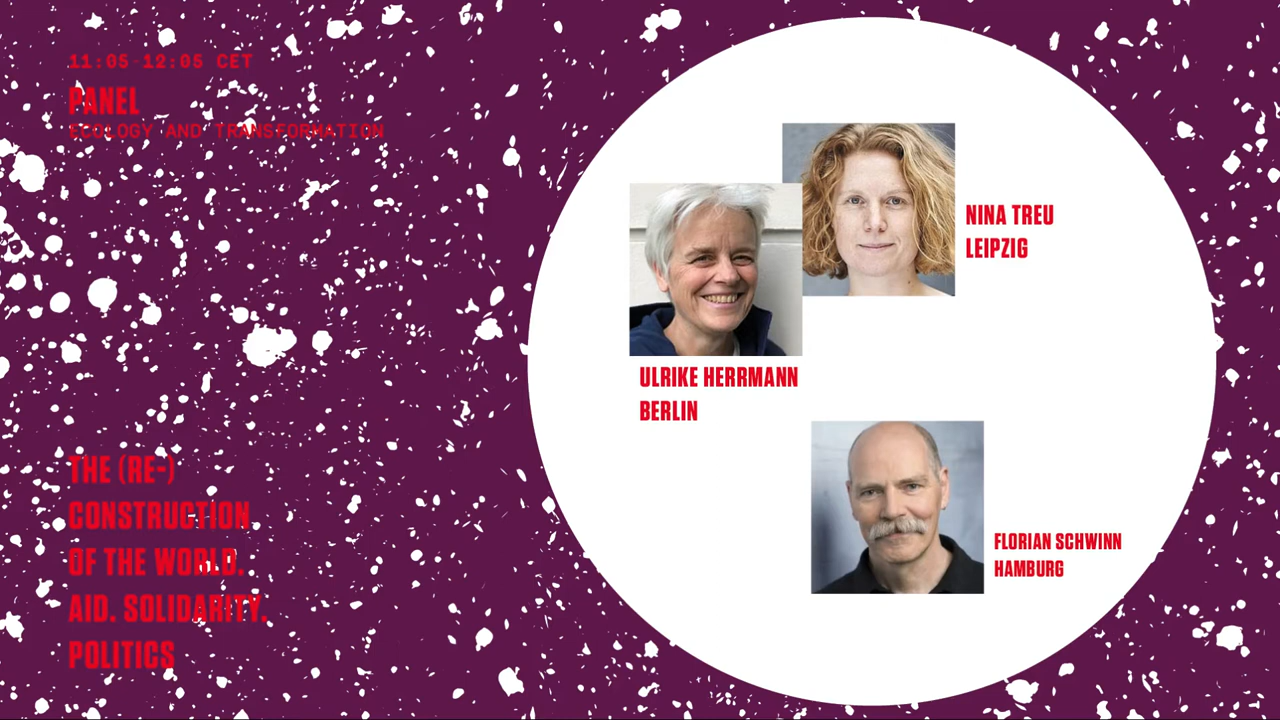 11:05-12:05 CET
PANEL
ECOLOGY AND TRANSFORMATION
NINA TREU
LEIPZIG
ULRIKE HERRMANN
BERLIN
FLORIAN SCHWINN
HAMBURG
THE (RE-)
CONSTRUCTION
OF THE WORLD.
AID. SOLIDARITY.
POLITICS